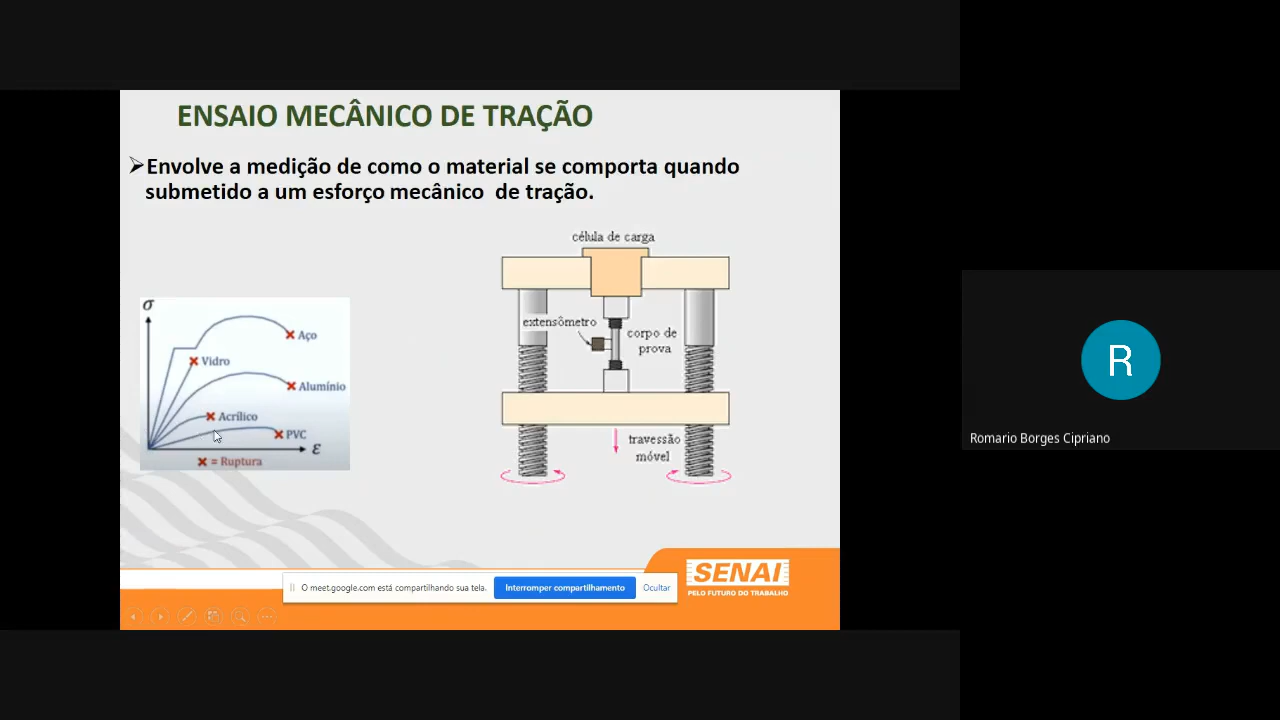 ENSAIO MECÂNICO DE TRAÇÃO
Envolve a medição de como o material se comporta quando
submetido a um esforço mecânico de tração.
σ
Aço
Vidro
Alumínio
Acrílico
PVC
ε
= Ruptura
célula de carga
extensômetro
corpo de
prova
travessão
móvel
R
Romario Borges Cipriano
O meet.google.com está compartilhando sua tela.
Interromper compartilhamento
Ocultar
SENAI
PELO FUTURO DO TRABALHO